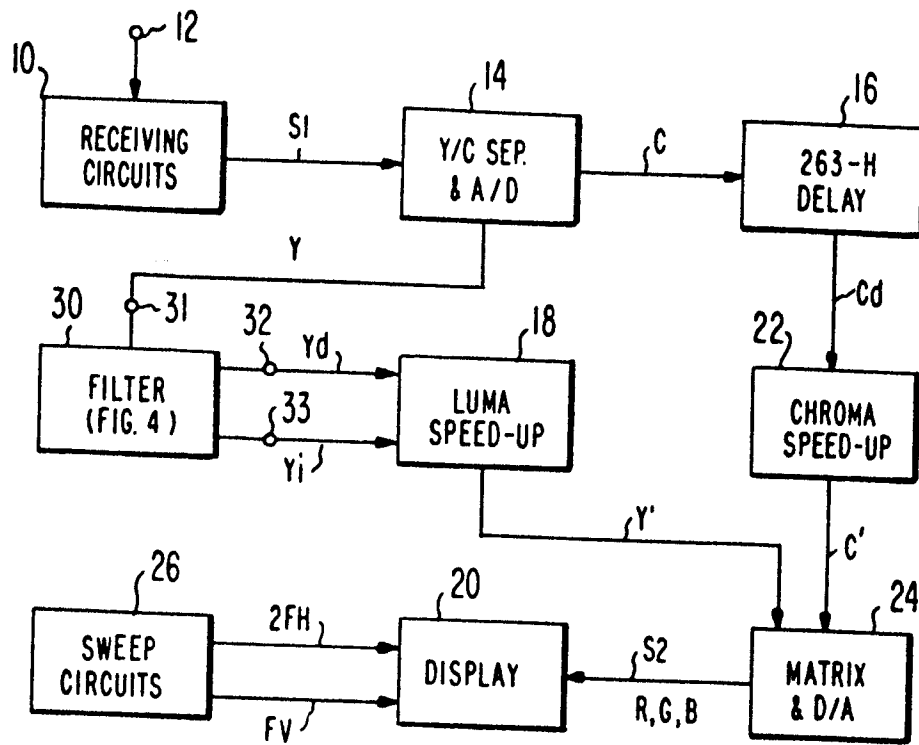 12
10
RECEIVING
CIRCUITS
S1
14
Y/C SEP.
& A/D
C
16
263-H
DELAY
Y
31
30
FILTER
(FIG. 4)
32
Yd
33
Yi
18
LUMA
SPEED-UP
Cd
22
CHROMA
SPEED-UP
Y'
C'
26
SWEEP
CIRCUITS
2FH
FV
20
DISPLAY
S2
R,G,B
24
MATRIX
& D/A